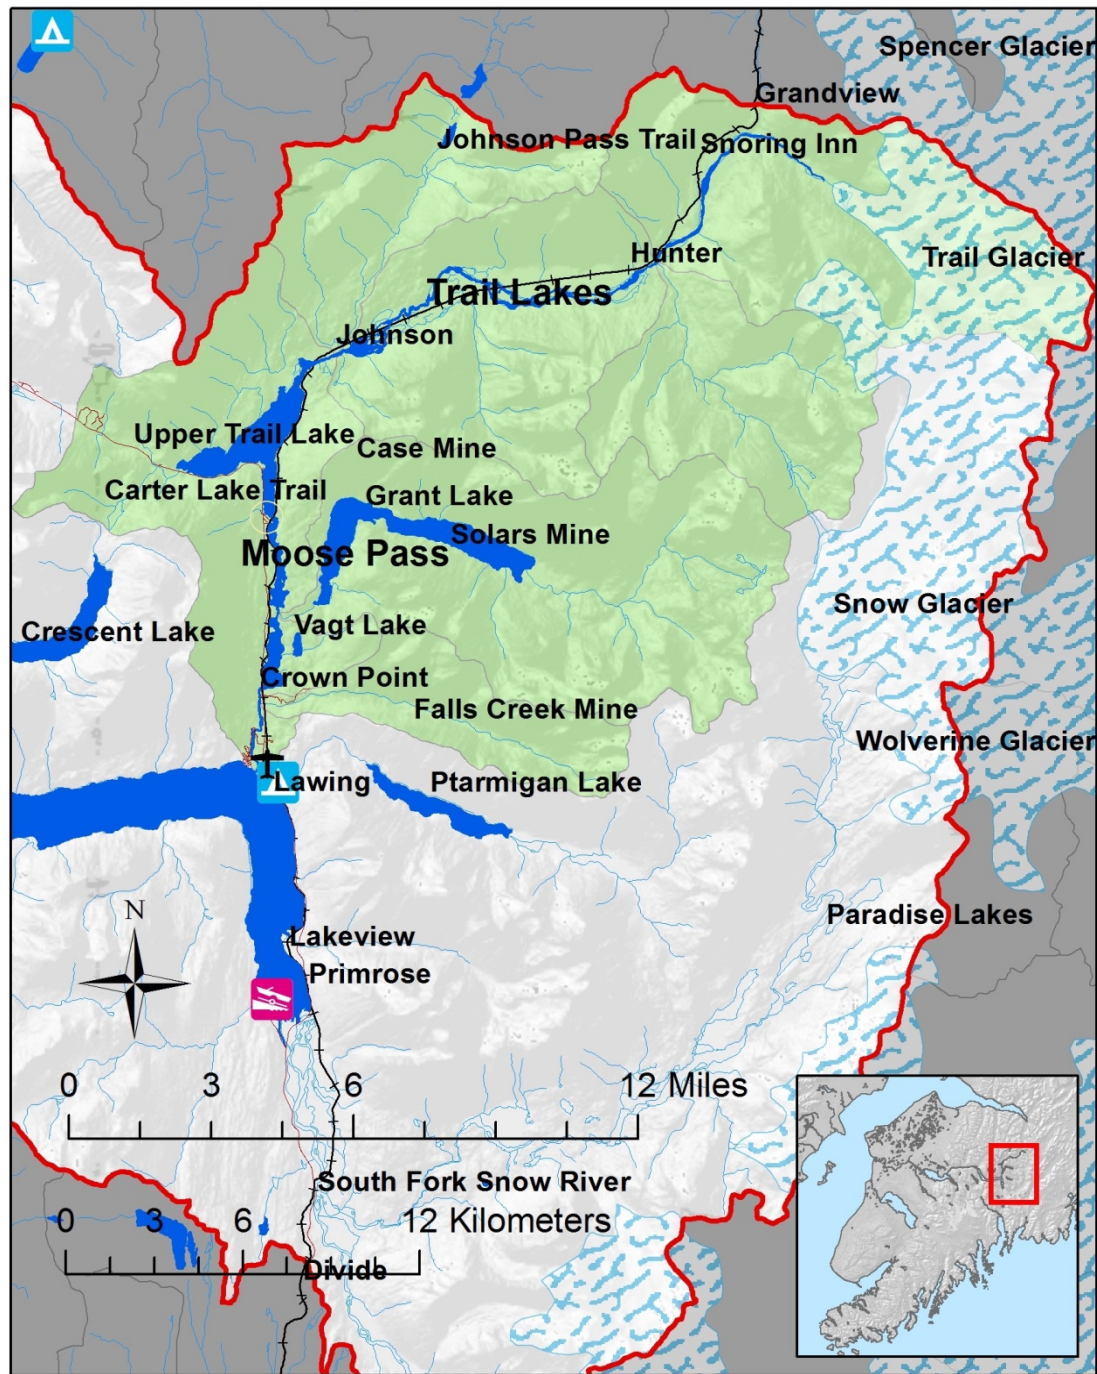 Spencer Glacier
Grandview
Johnson Pass Trail
Snoring Inn
Hunter
Trail Glacier
Trail Lakes
Johnson
Upper Trail Lake
Case Mine
Carter Lake Trail
Grant Lake
Solars Mine
Moose Pass
Snow Glacier
Vagt Lake
Crescent Lake
Crown Point
Falls Creek Mine
Wolverine Glacier
Lawing
Ptarmigan Lake
N
Paradise Lakes
Lakeview
Primrose
0 3 6 12 Miles
South Fork Snow River
0 3 6 12 Kilometers
Divide